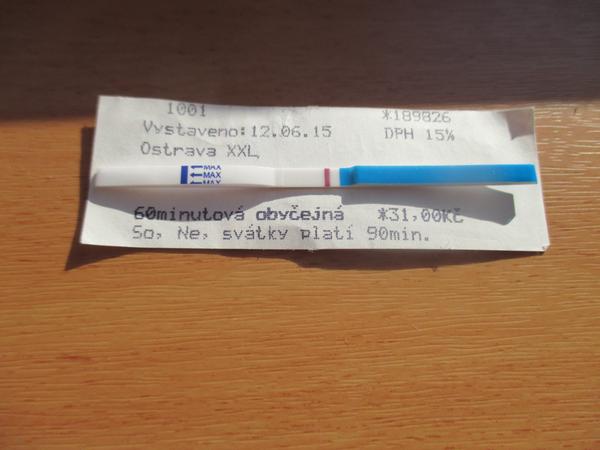 1001 *189826
Vystaveno:12.06.15 DPH 15%
Ostrava XXL
MAX
MAX
MAX
60minutová obyčejná *31,00Kč
So, Ne, svátky platí 90min.